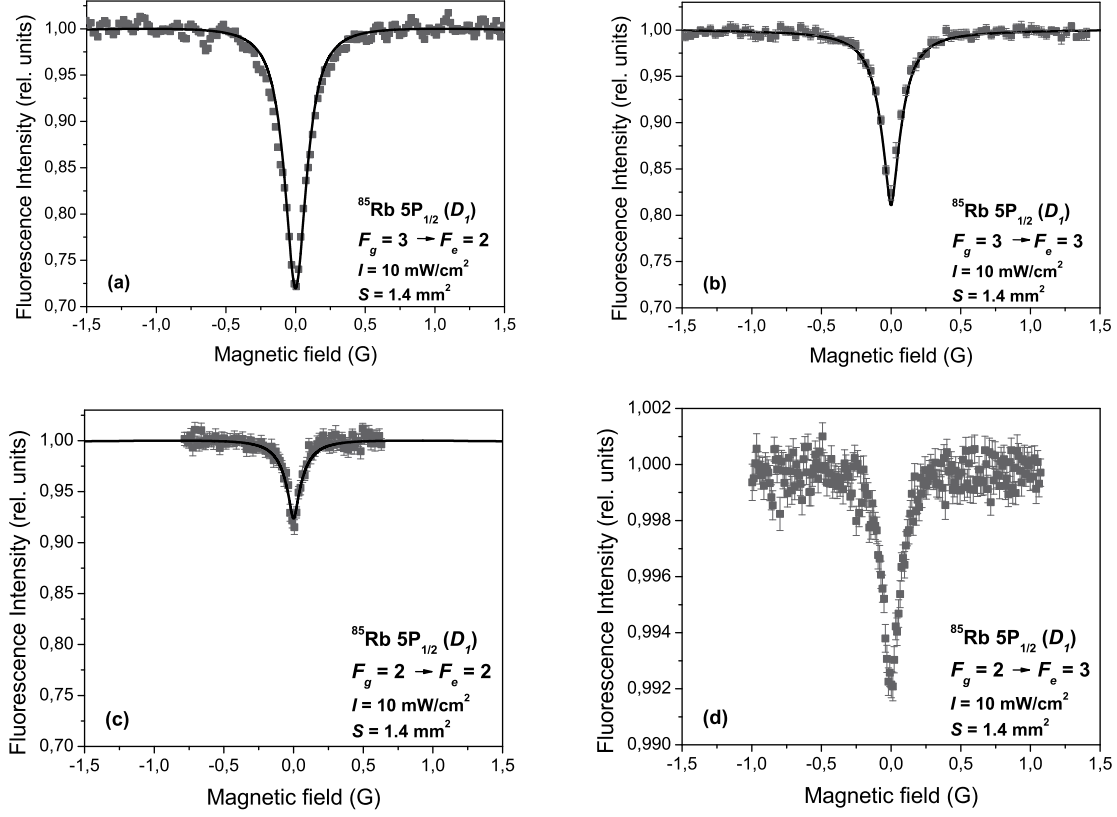 1,00
0,95
0,90
0,85
0,80
0,75
0,70
Fluorescence Intensity (rel. units)
-1,5 -1,0 -0,5 0,0 0,5 1,0 1,5
Magnetic field (G)
(a)
⁸⁵Rb 5P₁/₂ (D₁)
F_g = 3 → F_e = 2
I = 10 mW/cm²
S = 1.4 mm²
1,00
0,95
0,90
0,85
0,80
0,75
0,70
Fluorescence Intensity (rel. units)
-1,5 -1,0 -0,5 0,0 0,5 1,0 1,5
Magnetic field (G)
(b)
⁸⁵Rb 5P₁/₂ (D₁)
F_g = 3 → F_e = 3
I = 10 mW/cm²
S = 1.4 mm²
1,00
0,95
0,90
0,85
0,80
0,75
0,70
Fluorescence Intensity (rel. units)
-1,5 -1,0 -0,5 0,0 0,5 1,0 1,5
Magnetic field (G)
(c)
⁸⁵Rb 5P₁/₂ (D₁)
F_g = 2 → F_e = 2
I = 10 mW/cm²
S = 1.4 mm²
1,002
1,000
0,998
0,996
0,994
0,992
0,990
Fluorescence Intensity (rel. units)
-1,5 -1,0 -0,5 0,0 0,5 1,0 1,5
Magnetic field (G)
(d)
⁸⁵Rb 5P₁/₂ (D₁)
F_g = 2 → F_e = 3
I = 10 mW/cm²
S = 1.4 mm²